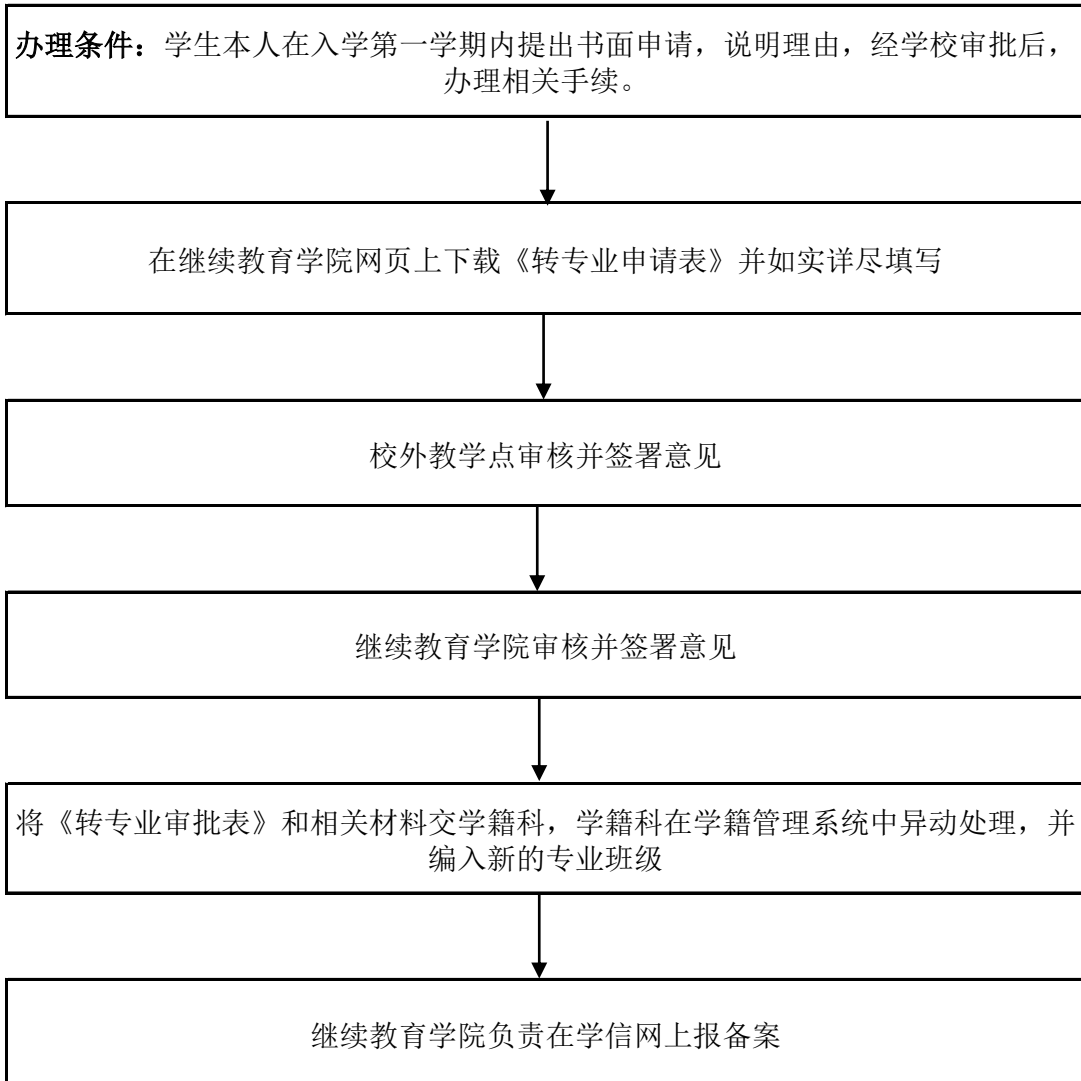 办理条件：学生本人在入学第一学期内提出书面申请，说明理由，经学校审批后，
办理相关手续。
在继续教育学院网页上下载《转专业申请表》并如实详尽填写
校外教学点审核并签署意见
继续教育学院审核并签署意见
将《转专业审批表》和相关材料交学籍科，学籍科在学籍管理系统中异动处理，并
编入新的专业班级
继续教育学院负责在学信网上报备案